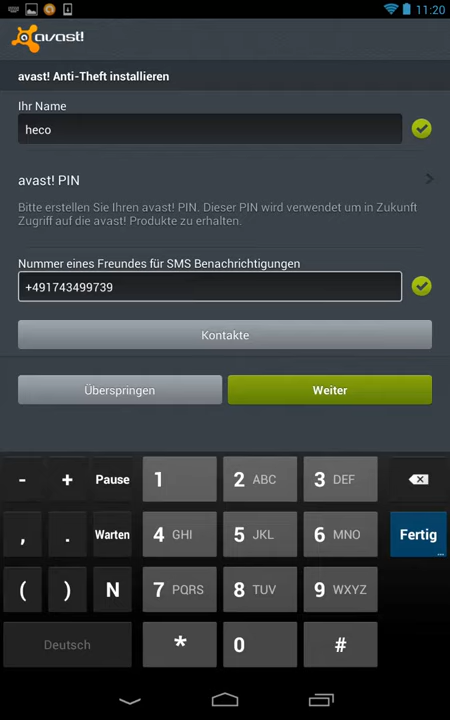 11:20
avast!
avast! Anti-Theft installieren
Ihr Name
heco
avast! PIN
Bitte erstellen Sie Ihren avast! PIN. Dieser PIN wird verwendet um in Zukunft
Zugriff auf die avast! Produkte zu erhalten.
Nummer eines Freundes für SMS Benachrichtigungen
+491743499739
Kontakte
Überspringen Weiter
- + Pause 1 2 ABC 3 DEF
, . Warten 4 GHI 5 JKL 6 MNO Fertig ...
( ) N 7 PQRS 8 TUV 9 WXYZ
Deutsch * 0 #